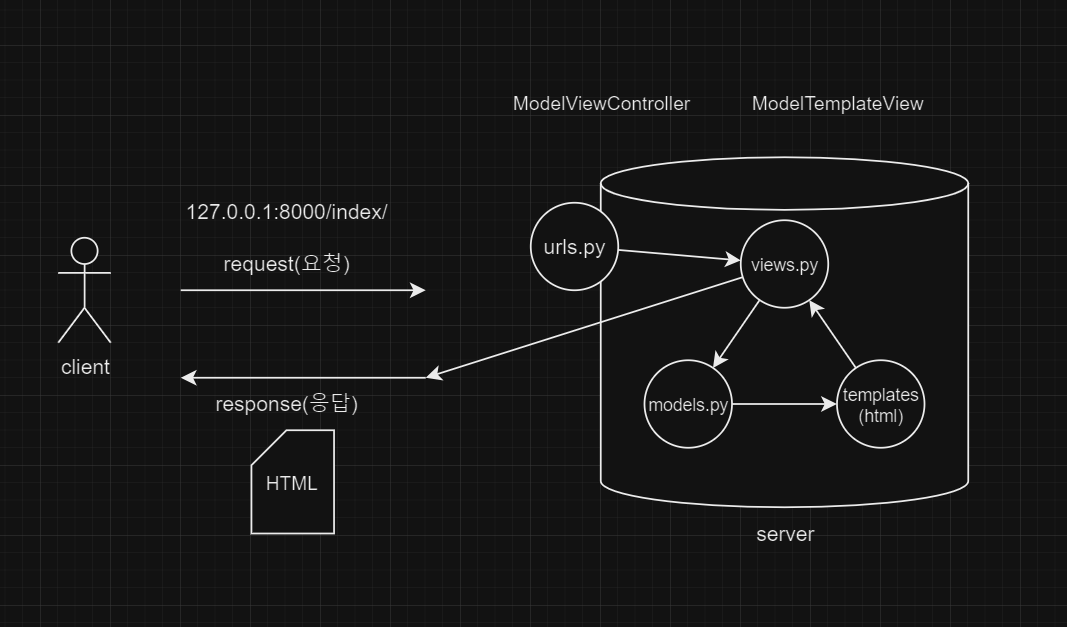 ModelViewController
ModelTemplateView
127.0.0.1:8000/index/
request(요청)
client
response(응답)
HTML
urls.py
views.py
models.py
templates
(html)
server